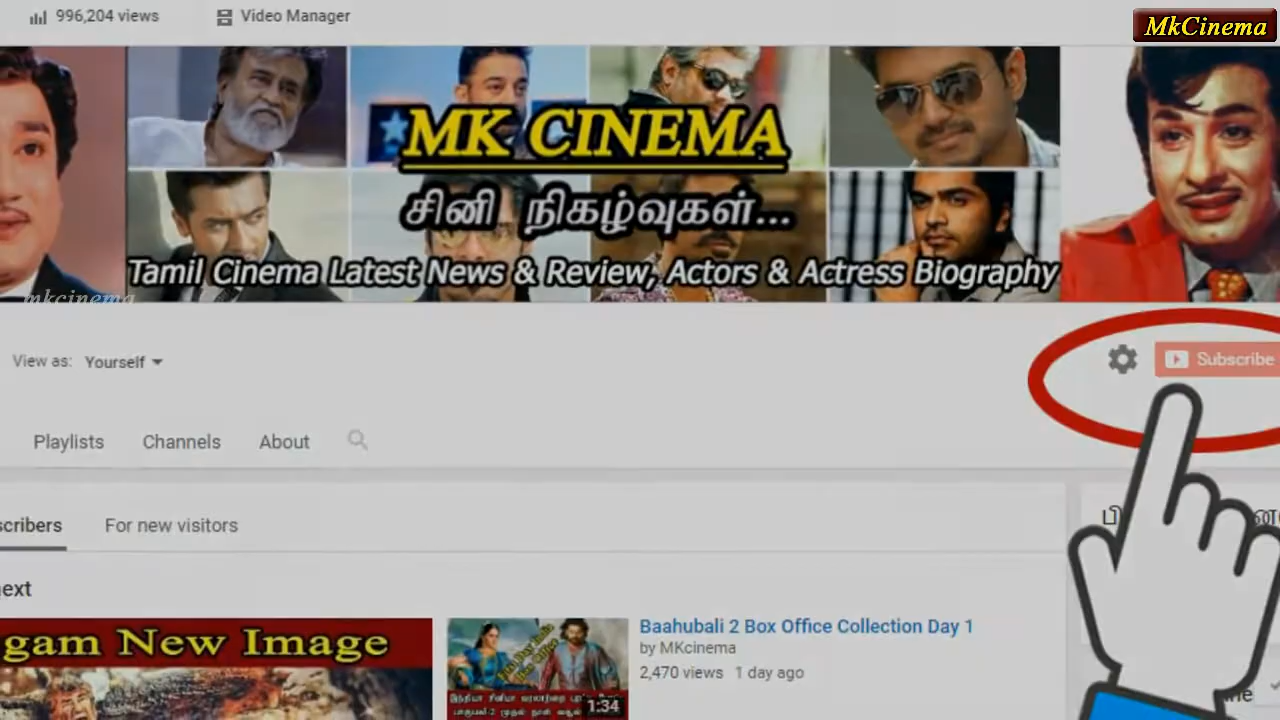 996,204 views
Video Manager
MkCinema
MK CINEMA
சினி நிகழ்வுகள்...
Tamil Cinema Latest News & Review, Actors & Actress Biography
mkcinema
View as: Yourself
Subscribe
Playlists
Channels
About
scribers
For new visitors
next
gam New Image
Baahubali 2 Box Office Collection Day 1
by MKcinema
2,470 views 1 day ago
1:34